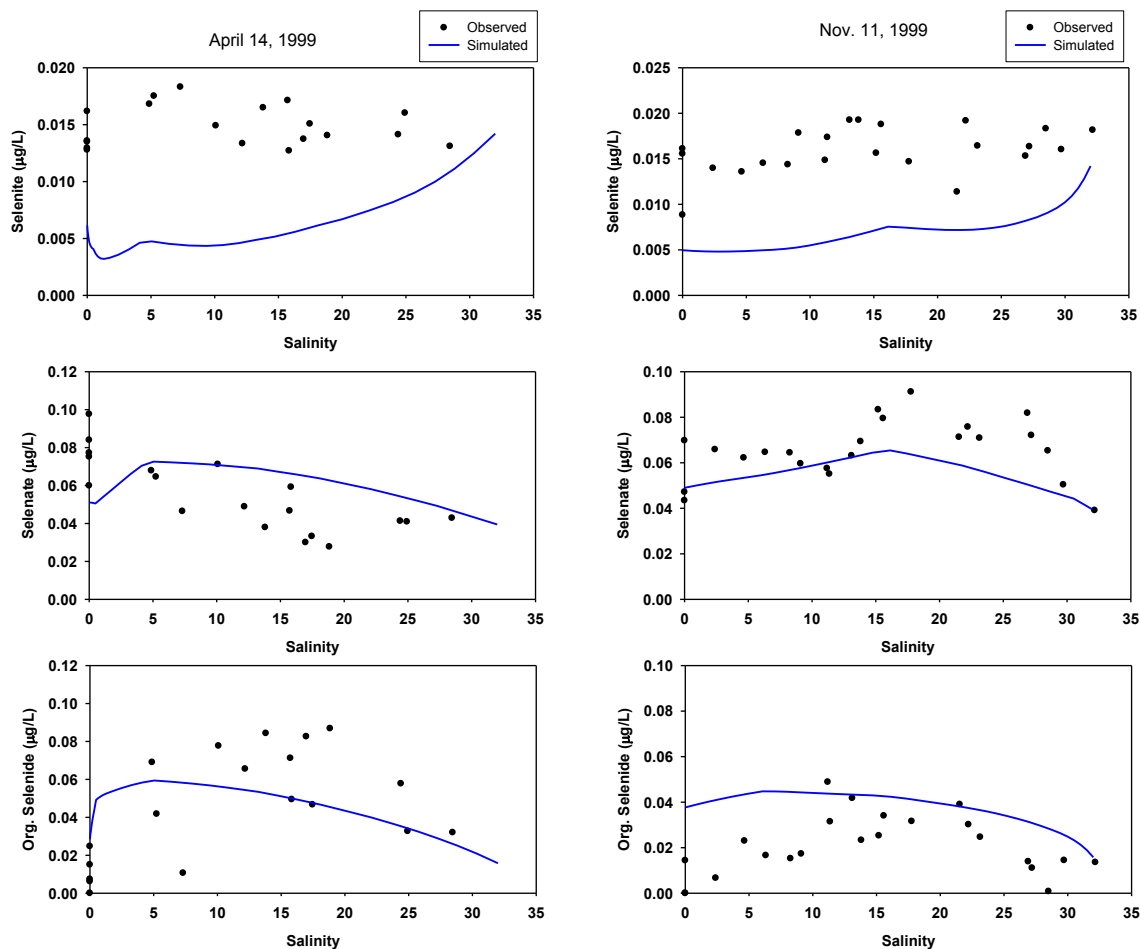 April 14, 1999
Observed
Simulated
Nov. 11, 1999
Observed
Simulated
Selenite (µg/L)
0.020
0.015
0.010
0.005
0.000
0 5 10 15 20 25 30 35
Salinity
Selenite (µg/L)
0.025
0.020
0.015
0.010
0.005
0.000
0 5 10 15 20 25 30 35
Salinity
Selenate (µg/L)
0.12
0.10
0.08
0.06
0.04
0.02
0.00
0 5 10 15 20 25 30 35
Salinity
Selenate (µg/L)
0.10
0.08
0.06
0.04
0.02
0.00
0 5 10 15 20 25 30 35
Salinity
Org. Selenide (µg/L)
0.12
0.10
0.08
0.06
0.04
0.02
0.00
0 5 10 15 20 25 30 35
Salinity
Org. Selenide (µg/L)
0.10
0.08
0.06
0.04
0.02
0.00
0 5 10 15 20 25 30 35
Salinity